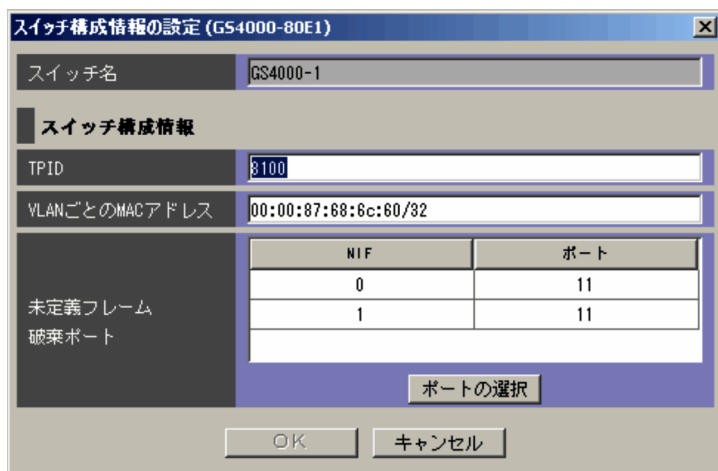 スイッチ構成情報の設定 (GS4000-80E1)
スイッチ名 GS4000-1
スイッチ構成情報
TPID 8100
VLANごとのMACアドレス 00:00:87:68:6c:60/32
NIF ポート
0 11
1 11
未定義フレーム
破棄ポート
ポートの選択
OK キャンセル